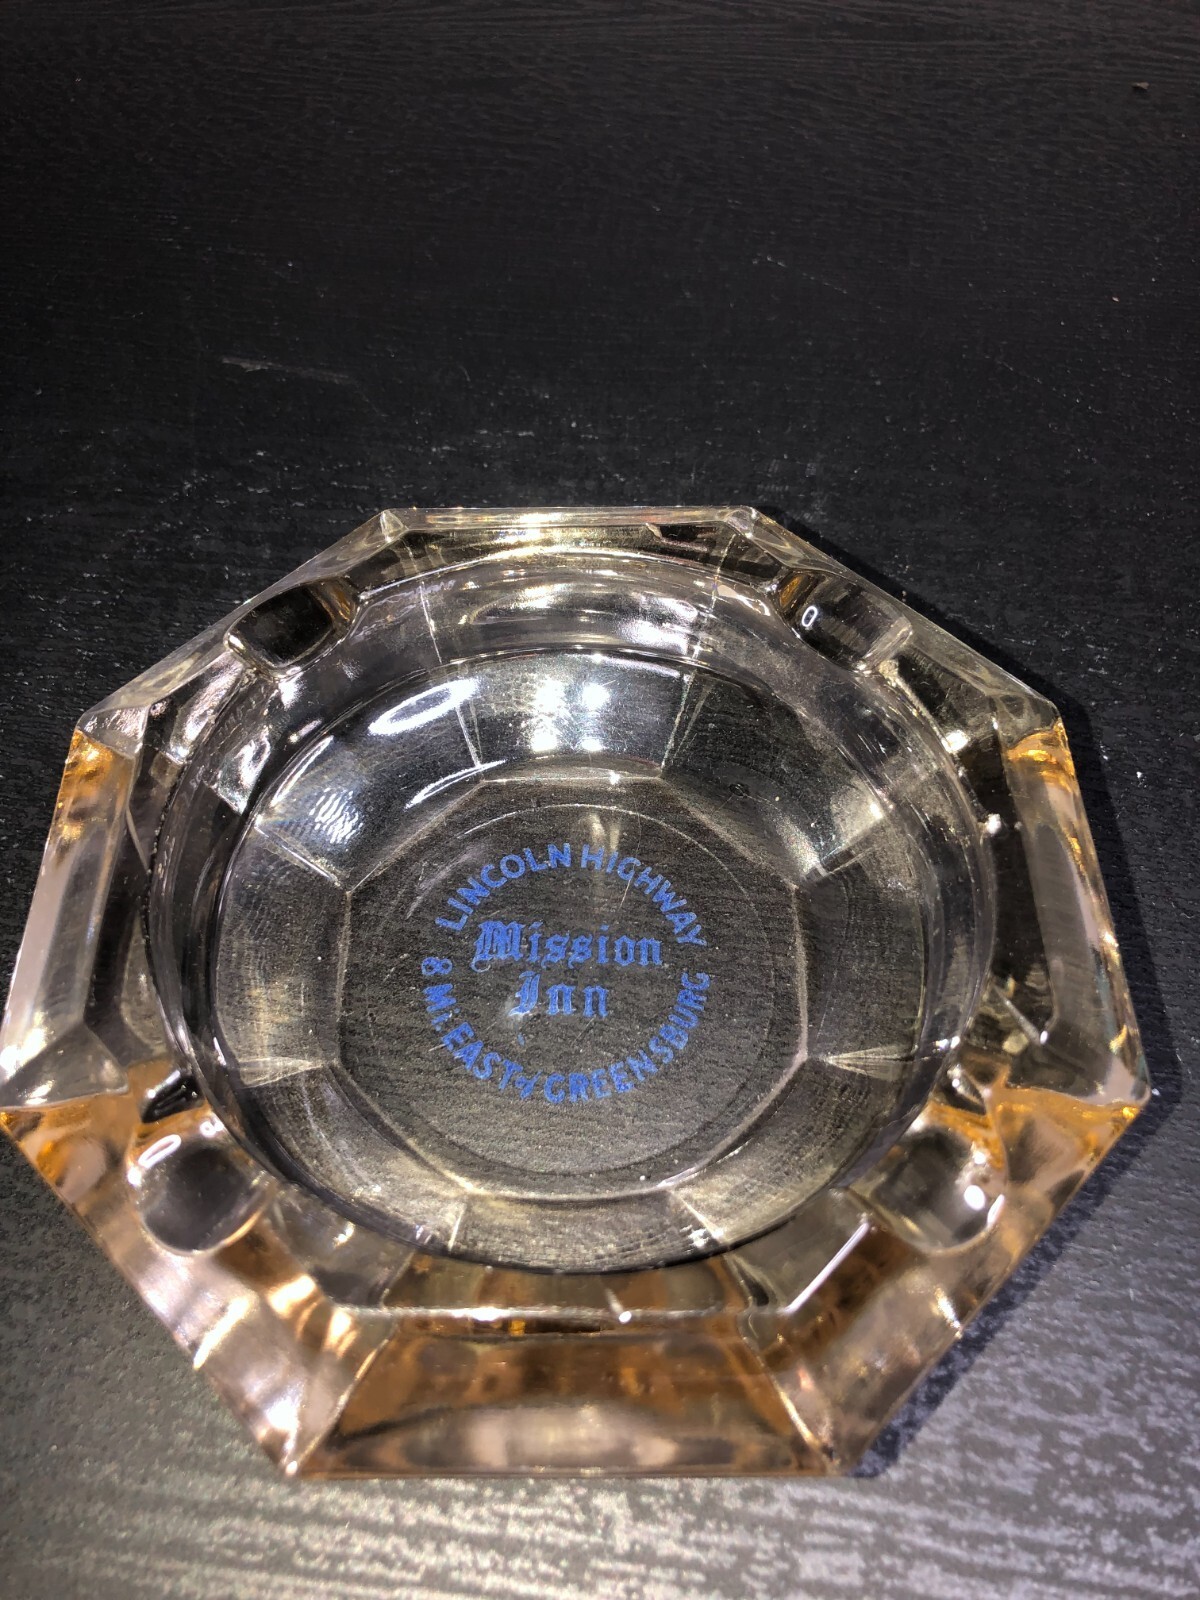 LINCOLN HIGHWAY
Mission
Inn
8 Mi. EAST of GREENSBURG